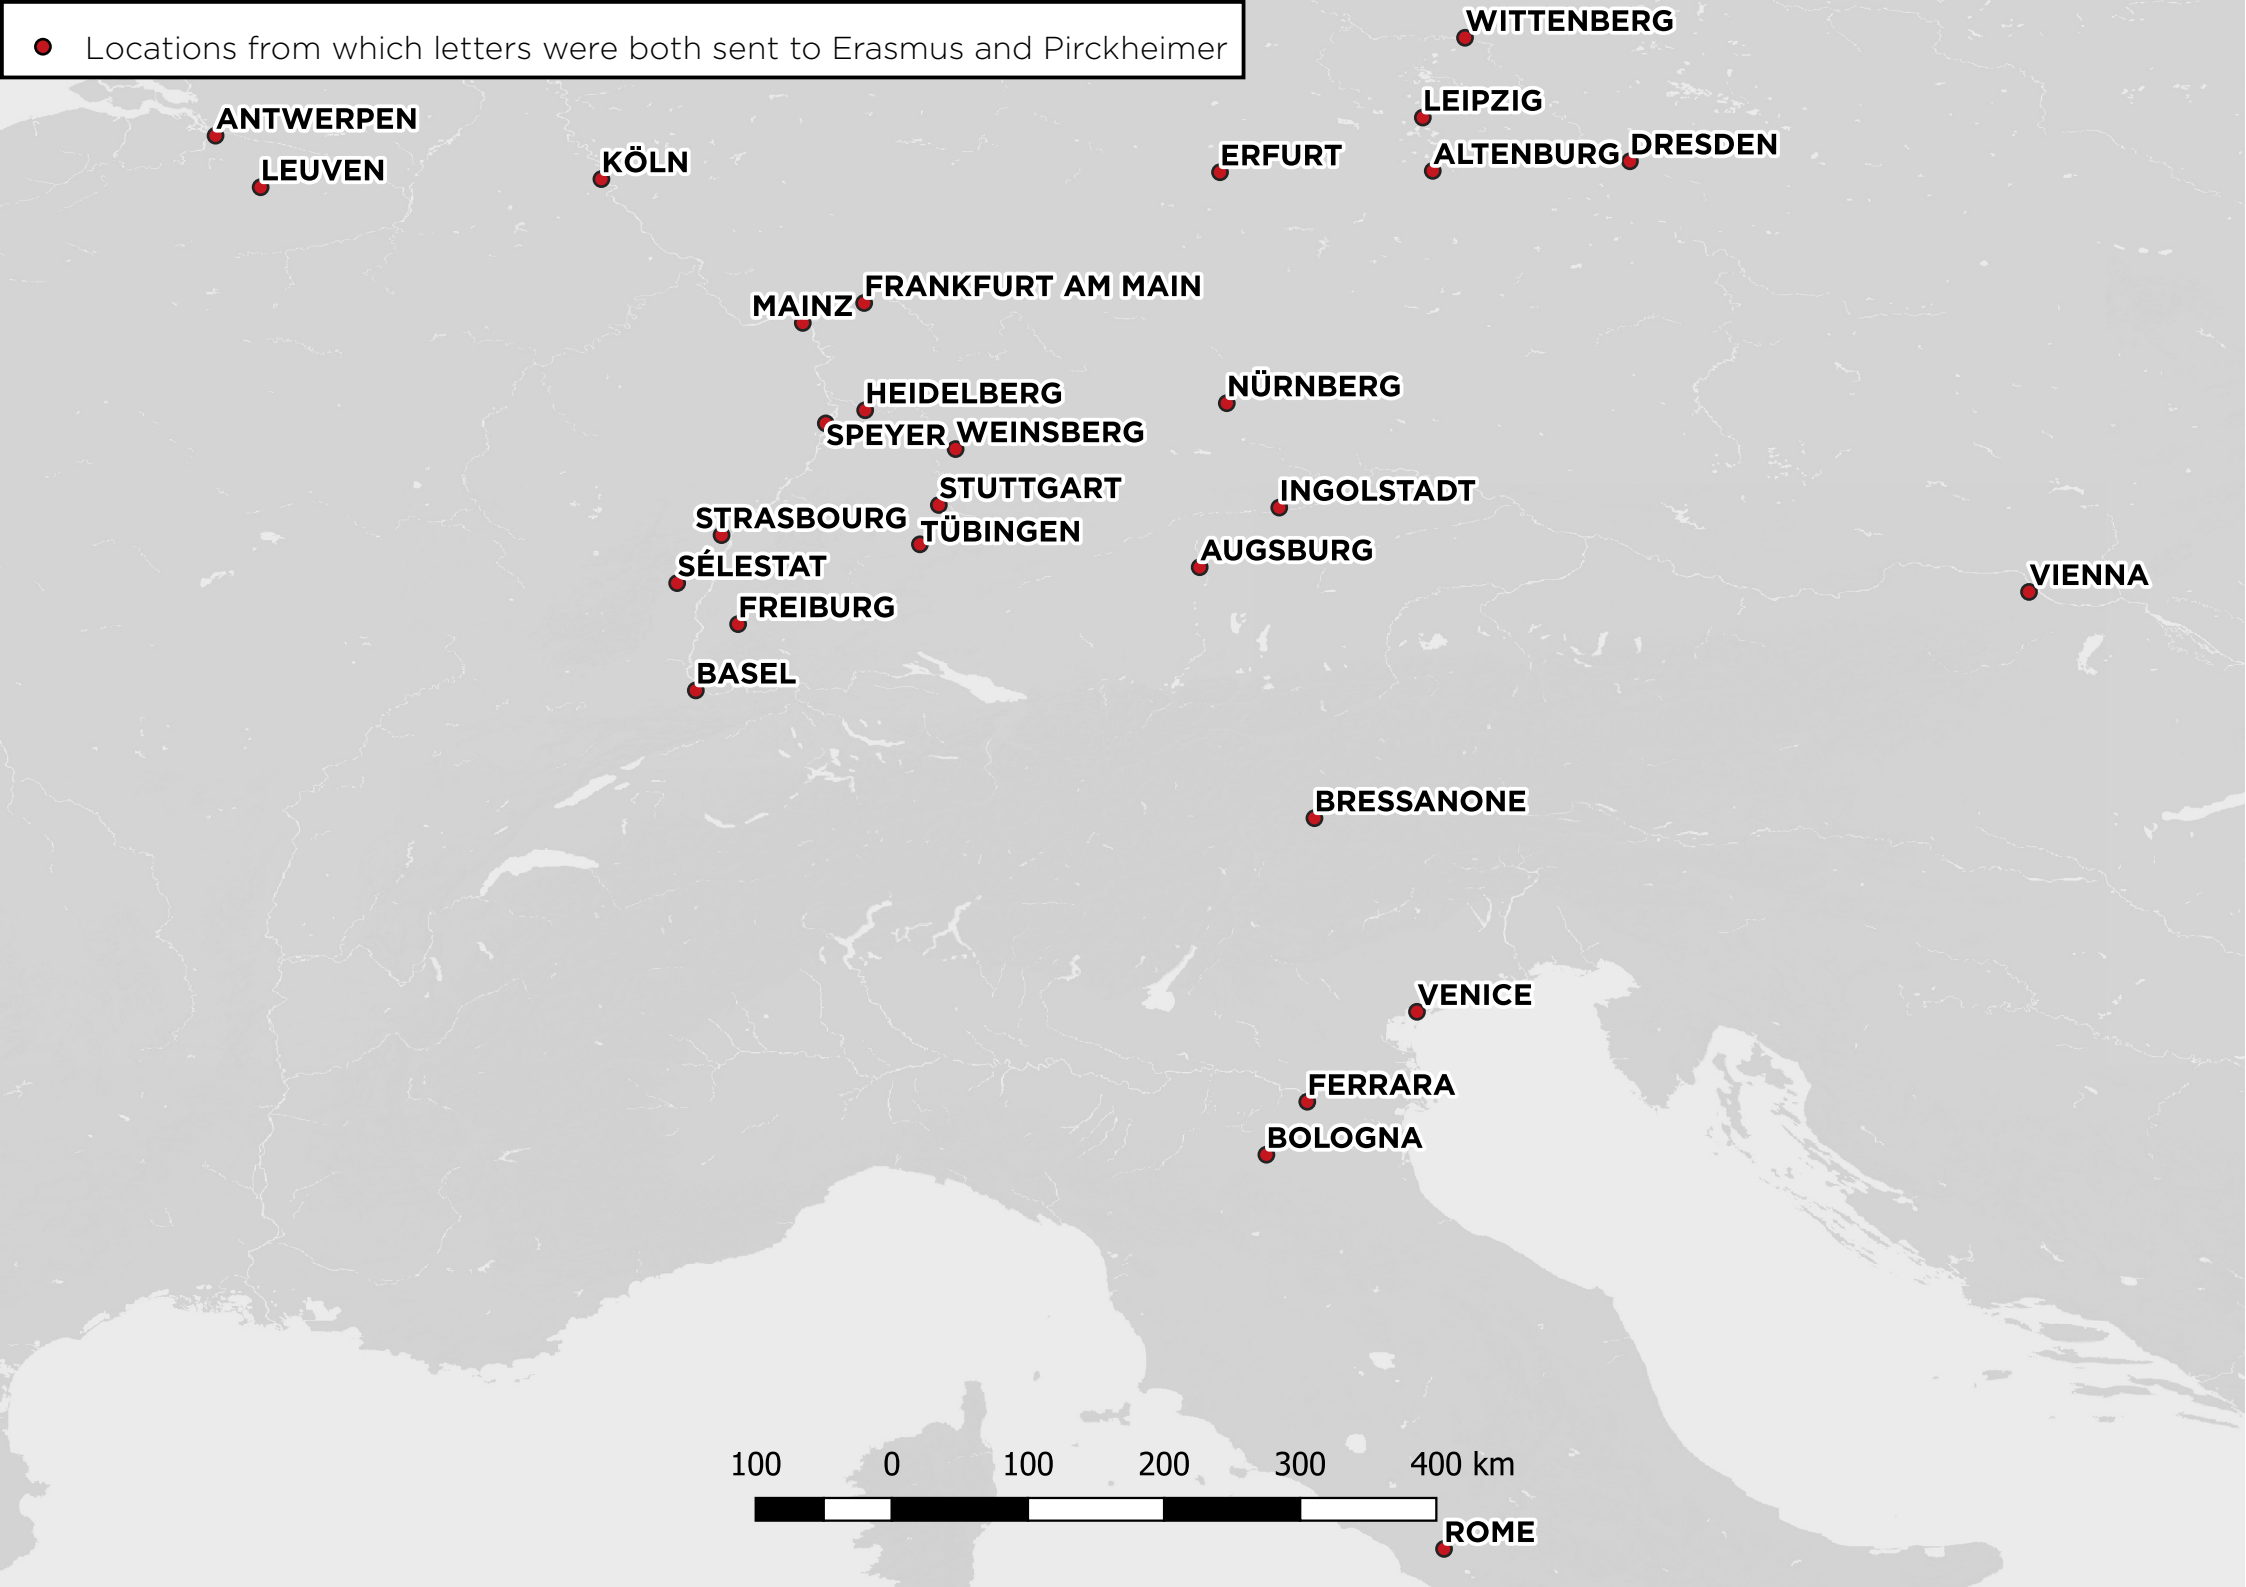 Locations from which letters were both sent to Erasmus and Pirckheimer
WITTENBERG
LEIPZIG
ANTWERPEN
DRESDEN
ERFURT
ALTENBURG
KÖLN
LEUVEN
FRANKFURT AM MAIN
MAINZ
NÜRNBERG
HEIDELBERG
WEINSBERG
SPEYER
STUTTGART
INGOLSTADT
STRASBOURG
TÜBINGEN
AUGSBURG
SÉLESTAT
VIENNA
FREIBURG
BASEL
BRESSANONE
VENICE
FERRARA
BOLOGNA
100 0 100 200 300 400 km
ROME